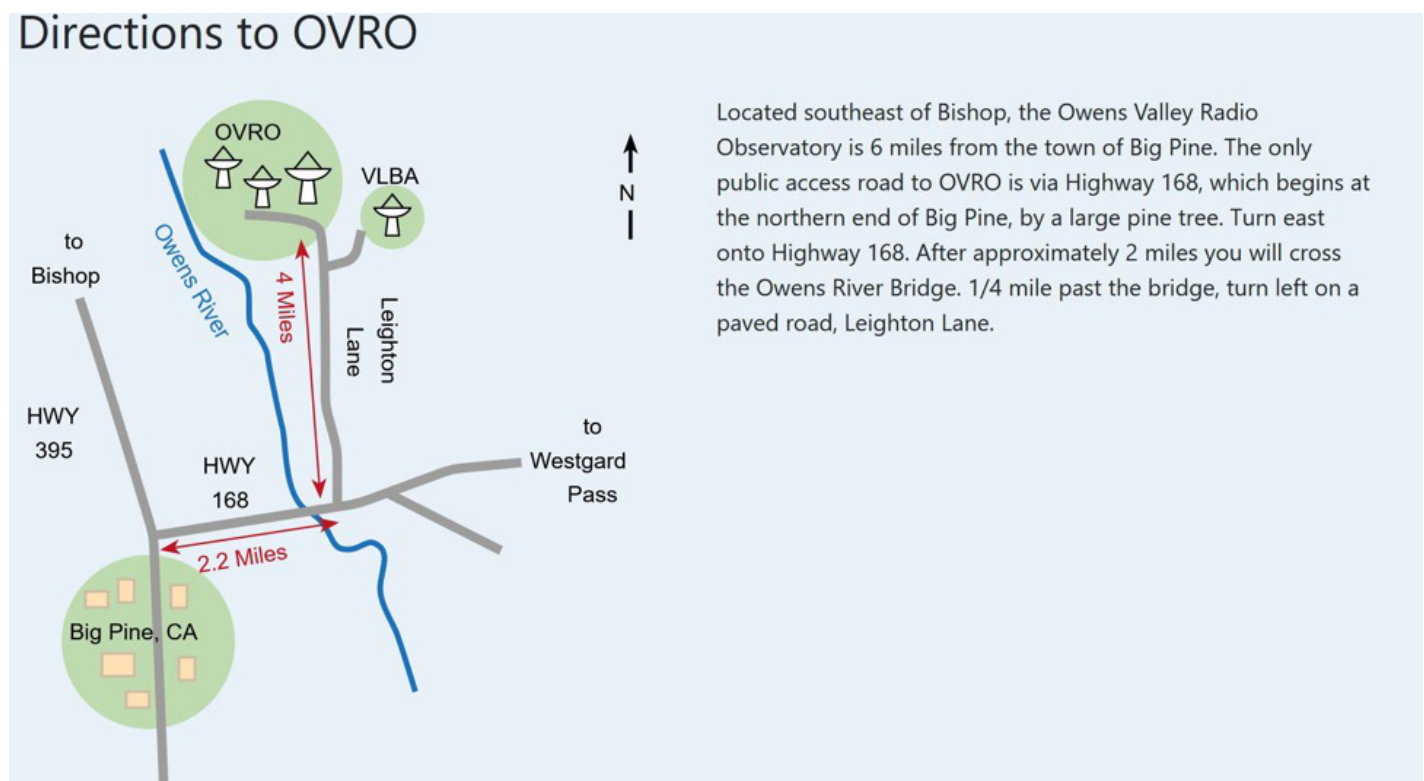 Directions to OVRO
OVRO
VLBA
to
Bishop
Owens River
4 Miles
Leighton
Lane
N
HWY
395
HWY
168
to
Westgard
Pass
2.2 Miles
Big Pine, CA
Located southeast of Bishop, the Owens Valley Radio
Observatory is 6 miles from the town of Big Pine. The only
public access road to OVRO is via Highway 168, which begins at
the northern end of Big Pine, by a large pine tree. Turn east
onto Highway 168. After approximately 2 miles you will cross
the Owens River Bridge. 1/4 mile past the bridge, turn left on a
paved road, Leighton Lane.